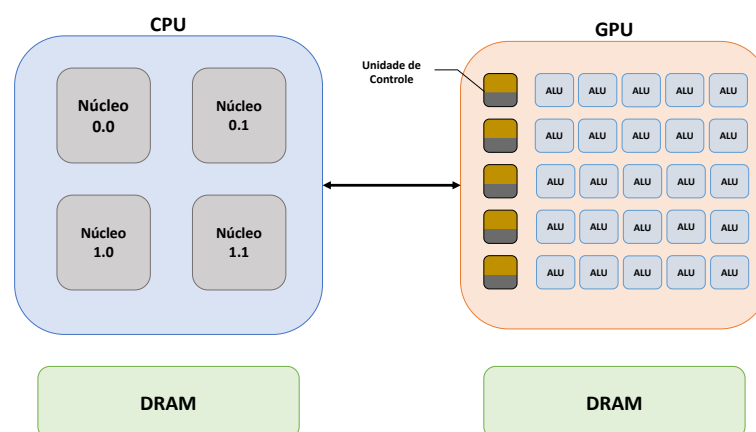 CPU
GPU
Núcleo
0.0
Núcleo
0.1
Núcleo
1.0
Núcleo
1.1
Unidade de
Controle
ALU ALU ALU ALU ALU
ALU ALU ALU ALU ALU
ALU ALU ALU ALU ALU
ALU ALU ALU ALU ALU
ALU ALU ALU ALU ALU
DRAM
DRAM